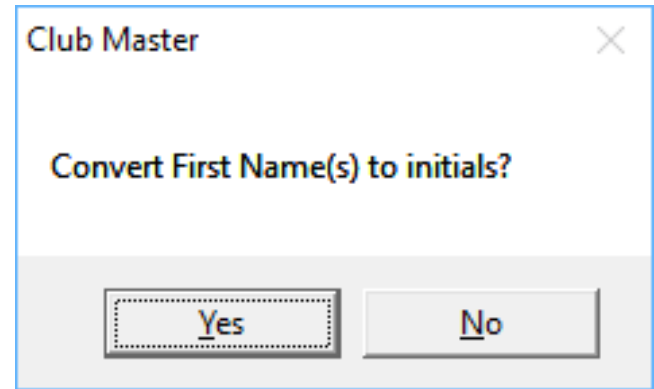 Club Master
Convert First Name(s) to initials?
Yes
No